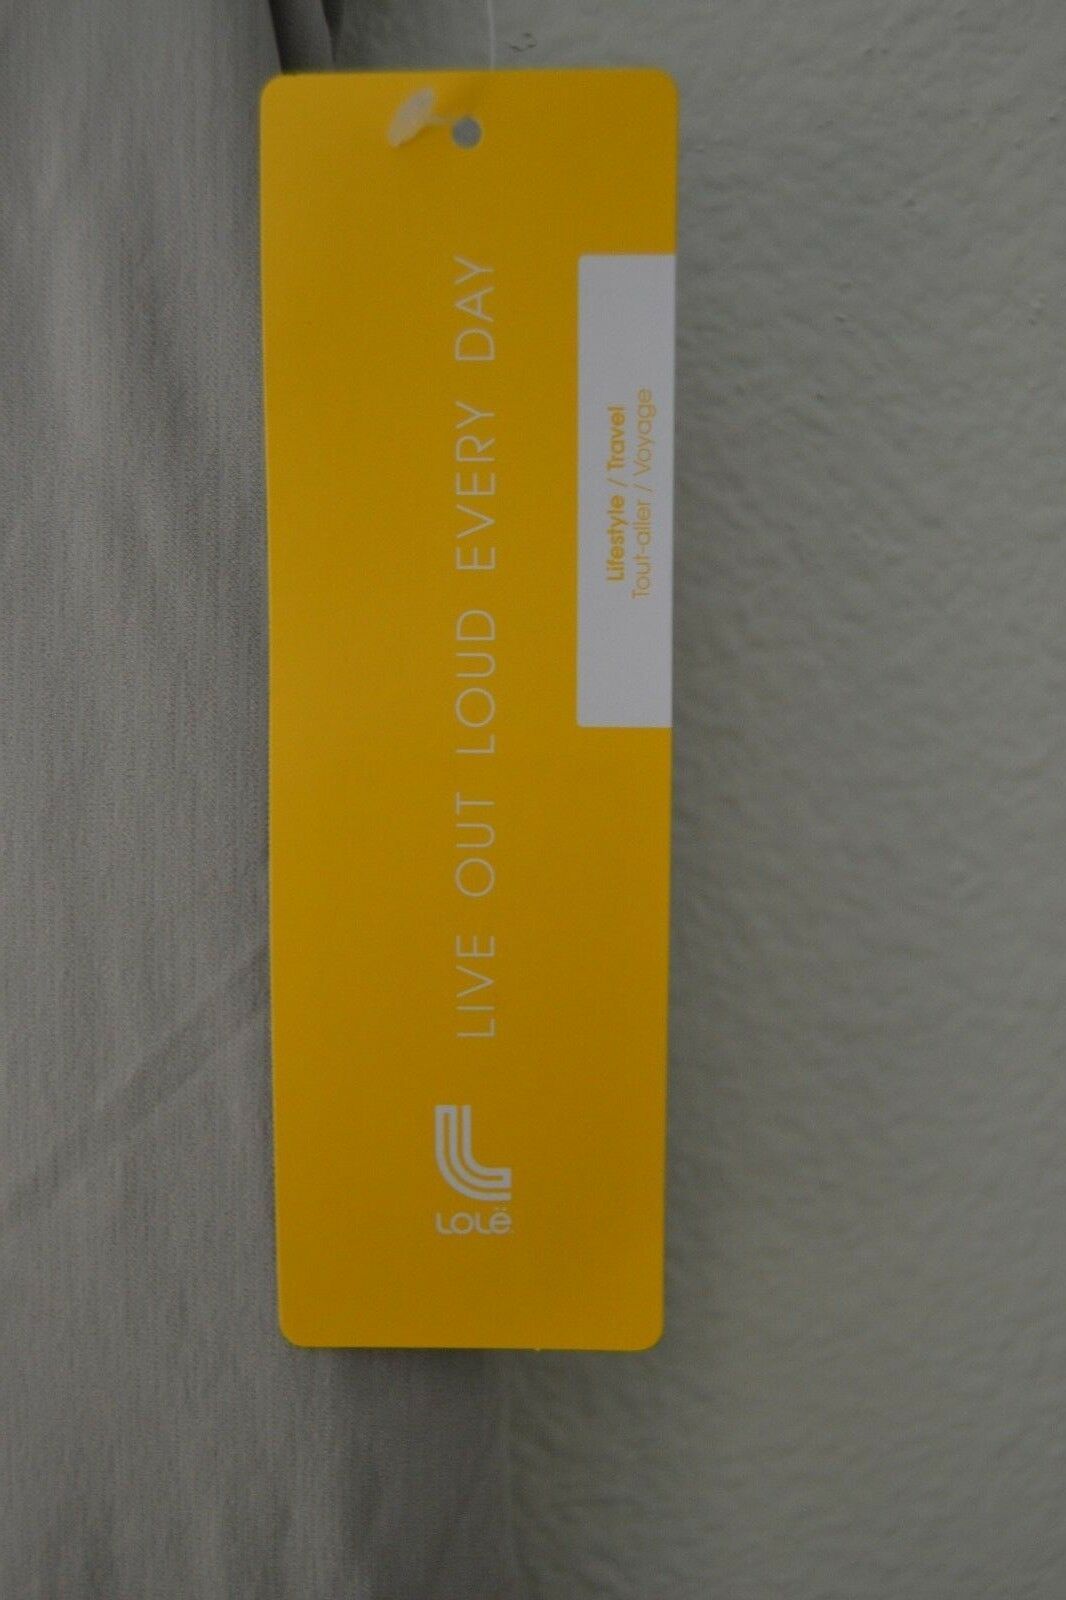 LIVE OUT LOUD EVERY DAY
Lifestyle / Travel
Tout-aller / Voyage
LOLË